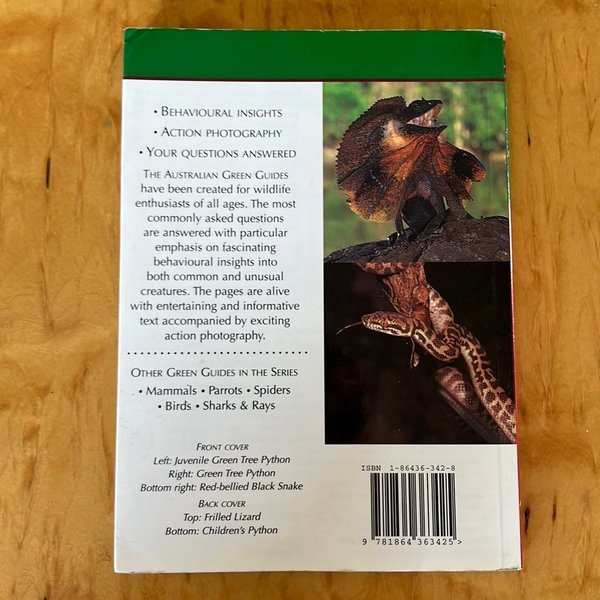 • Behavioural insights
• Action photography
• Your questions answered
The Australian Green Guides
have been created for wildlife
enthusiasts of all ages. The most
commonly asked questions
are answered with particular
emphasis on fascinating
behavioural insights into
both common and unusual
creatures. The pages are alive
with entertaining and informative
text accompanied by exciting
action photography.
Other Green Guides in the Series
• Mammals • Parrots • Spiders
• Birds • Sharks & Rays
Front cover
Left: Juvenile Green Tree Python
Right: Green Tree Python
Bottom right: Red-bellied Black Snake
Back cover
Top: Frilled Lizard
Bottom: Children's Python
ISBN 1-86436-342-8
9 781864 363425>